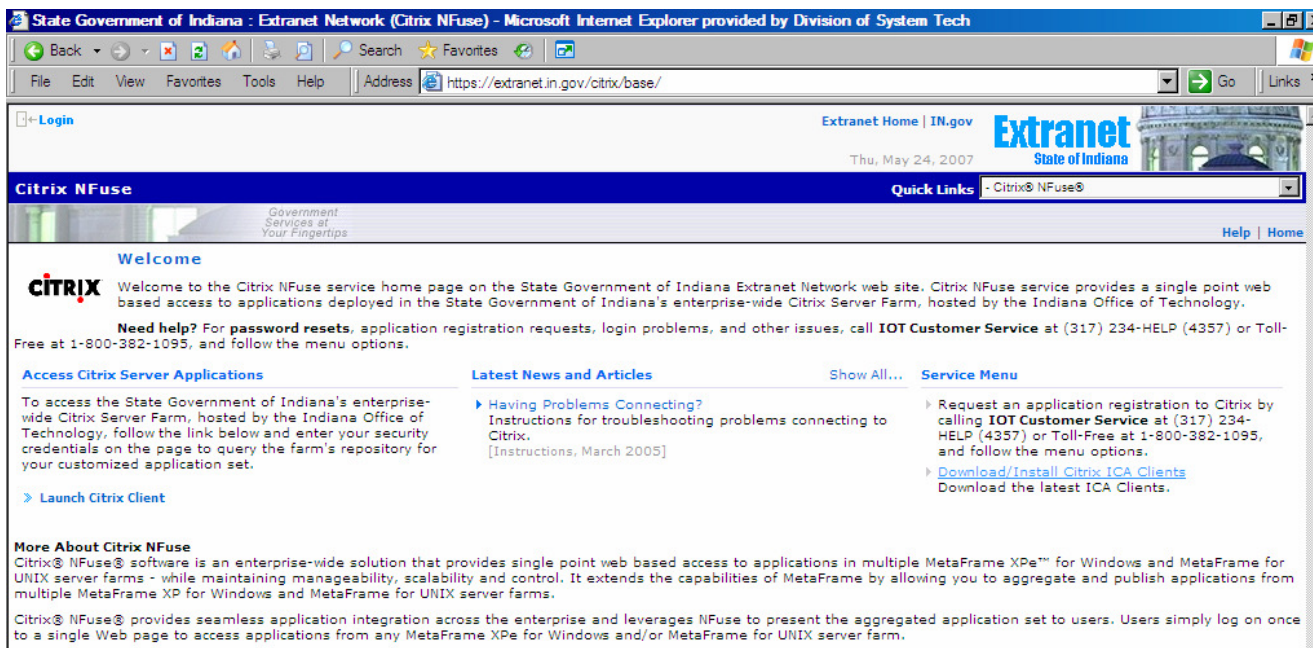 State Government of Indiana : Extranet Network (Citrix NFuse) - Microsoft Internet Explorer provided by Division of System Tech
Back Search Favorites
File Edit View Favorites Tools Help Address https://extranet.in.gov/citrix/base/ Go Links
Login
Extranet Home | IN.gov
Extranet
State of Indiana
Thu, May 24, 2007
Citrix NFuse
Quick Links - Citrix® NFuse®
Government
Services at
Your Fingertips
Help | Home
Welcome
CITRIX
Welcome to the Citrix NFuse service home page on the State Government of Indiana Extranet Network web site. Citrix NFuse service provides a single point web
based access to applications deployed in the State Government of Indiana's enterprise-wide Citrix Server Farm, hosted by the Indiana Office of Technology.
Need help? For password resets, application registration requests, login problems, and other issues, call IOT Customer Service at (317) 234-HELP (4357) or Toll-
Free at 1-800-382-1095, and follow the menu options.
Access Citrix Server Applications
To access the State Government of Indiana's enterprise-
wide Citrix Server Farm, hosted by the Indiana Office of
Technology, follow the link below and enter your security
credentials on the page to query the farm's repository for
your customized application set.
» Launch Citrix Client
Latest News and Articles
Show All...
Having Problems Connecting?
Instructions for troubleshooting problems connecting to
Citrix.
[Instructions, March 2005]
Service Menu
Request an application registration to Citrix by
calling IOT Customer Service at (317) 234-
HELP (4357) or Toll-Free at 1-800-382-1095,
and follow the menu options.
Download/Install Citrix ICA Clients
Download the latest ICA Clients.
More About Citrix NFuse
Citrix® NFuse® software is an enterprise-wide solution that provides single point web based access to applications in multiple MetaFrame XPe™ for Windows and MetaFrame for
UNIX server farms - while maintaining manageability, scalability and control. It extends the capabilities of MetaFrame by allowing you to aggregate and publish applications from
multiple MetaFrame XP for Windows and MetaFrame for UNIX server farms.
Citrix® NFuse® provides seamless application integration across the enterprise and leverages NFuse to present the aggregated application set to users. Users simply log on once
to a single Web page to access applications from any MetaFrame XPe for Windows and/or MetaFrame for UNIX server farm.